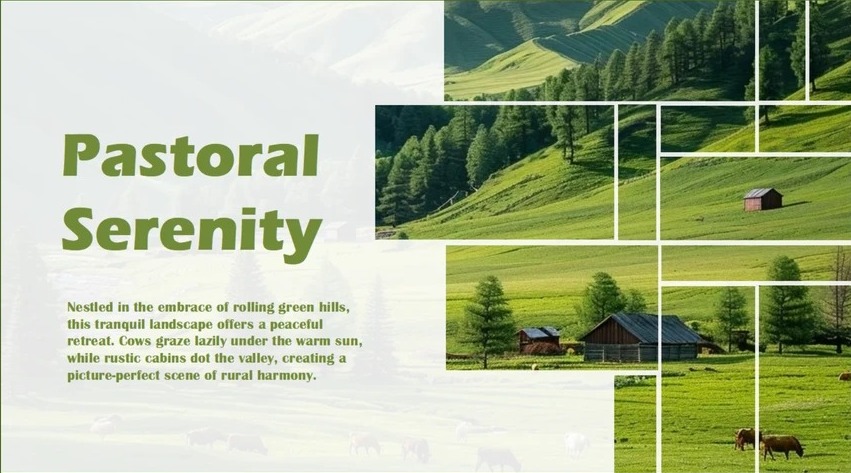 Pastoral
Serenity
Nestled in the embrace of rolling green hills,
this tranquil landscape offers a peaceful
retreat. Cows graze lazily under the warm sun,
while rustic cabins dot the valley, creating a
picture-perfect scene of rural harmony.